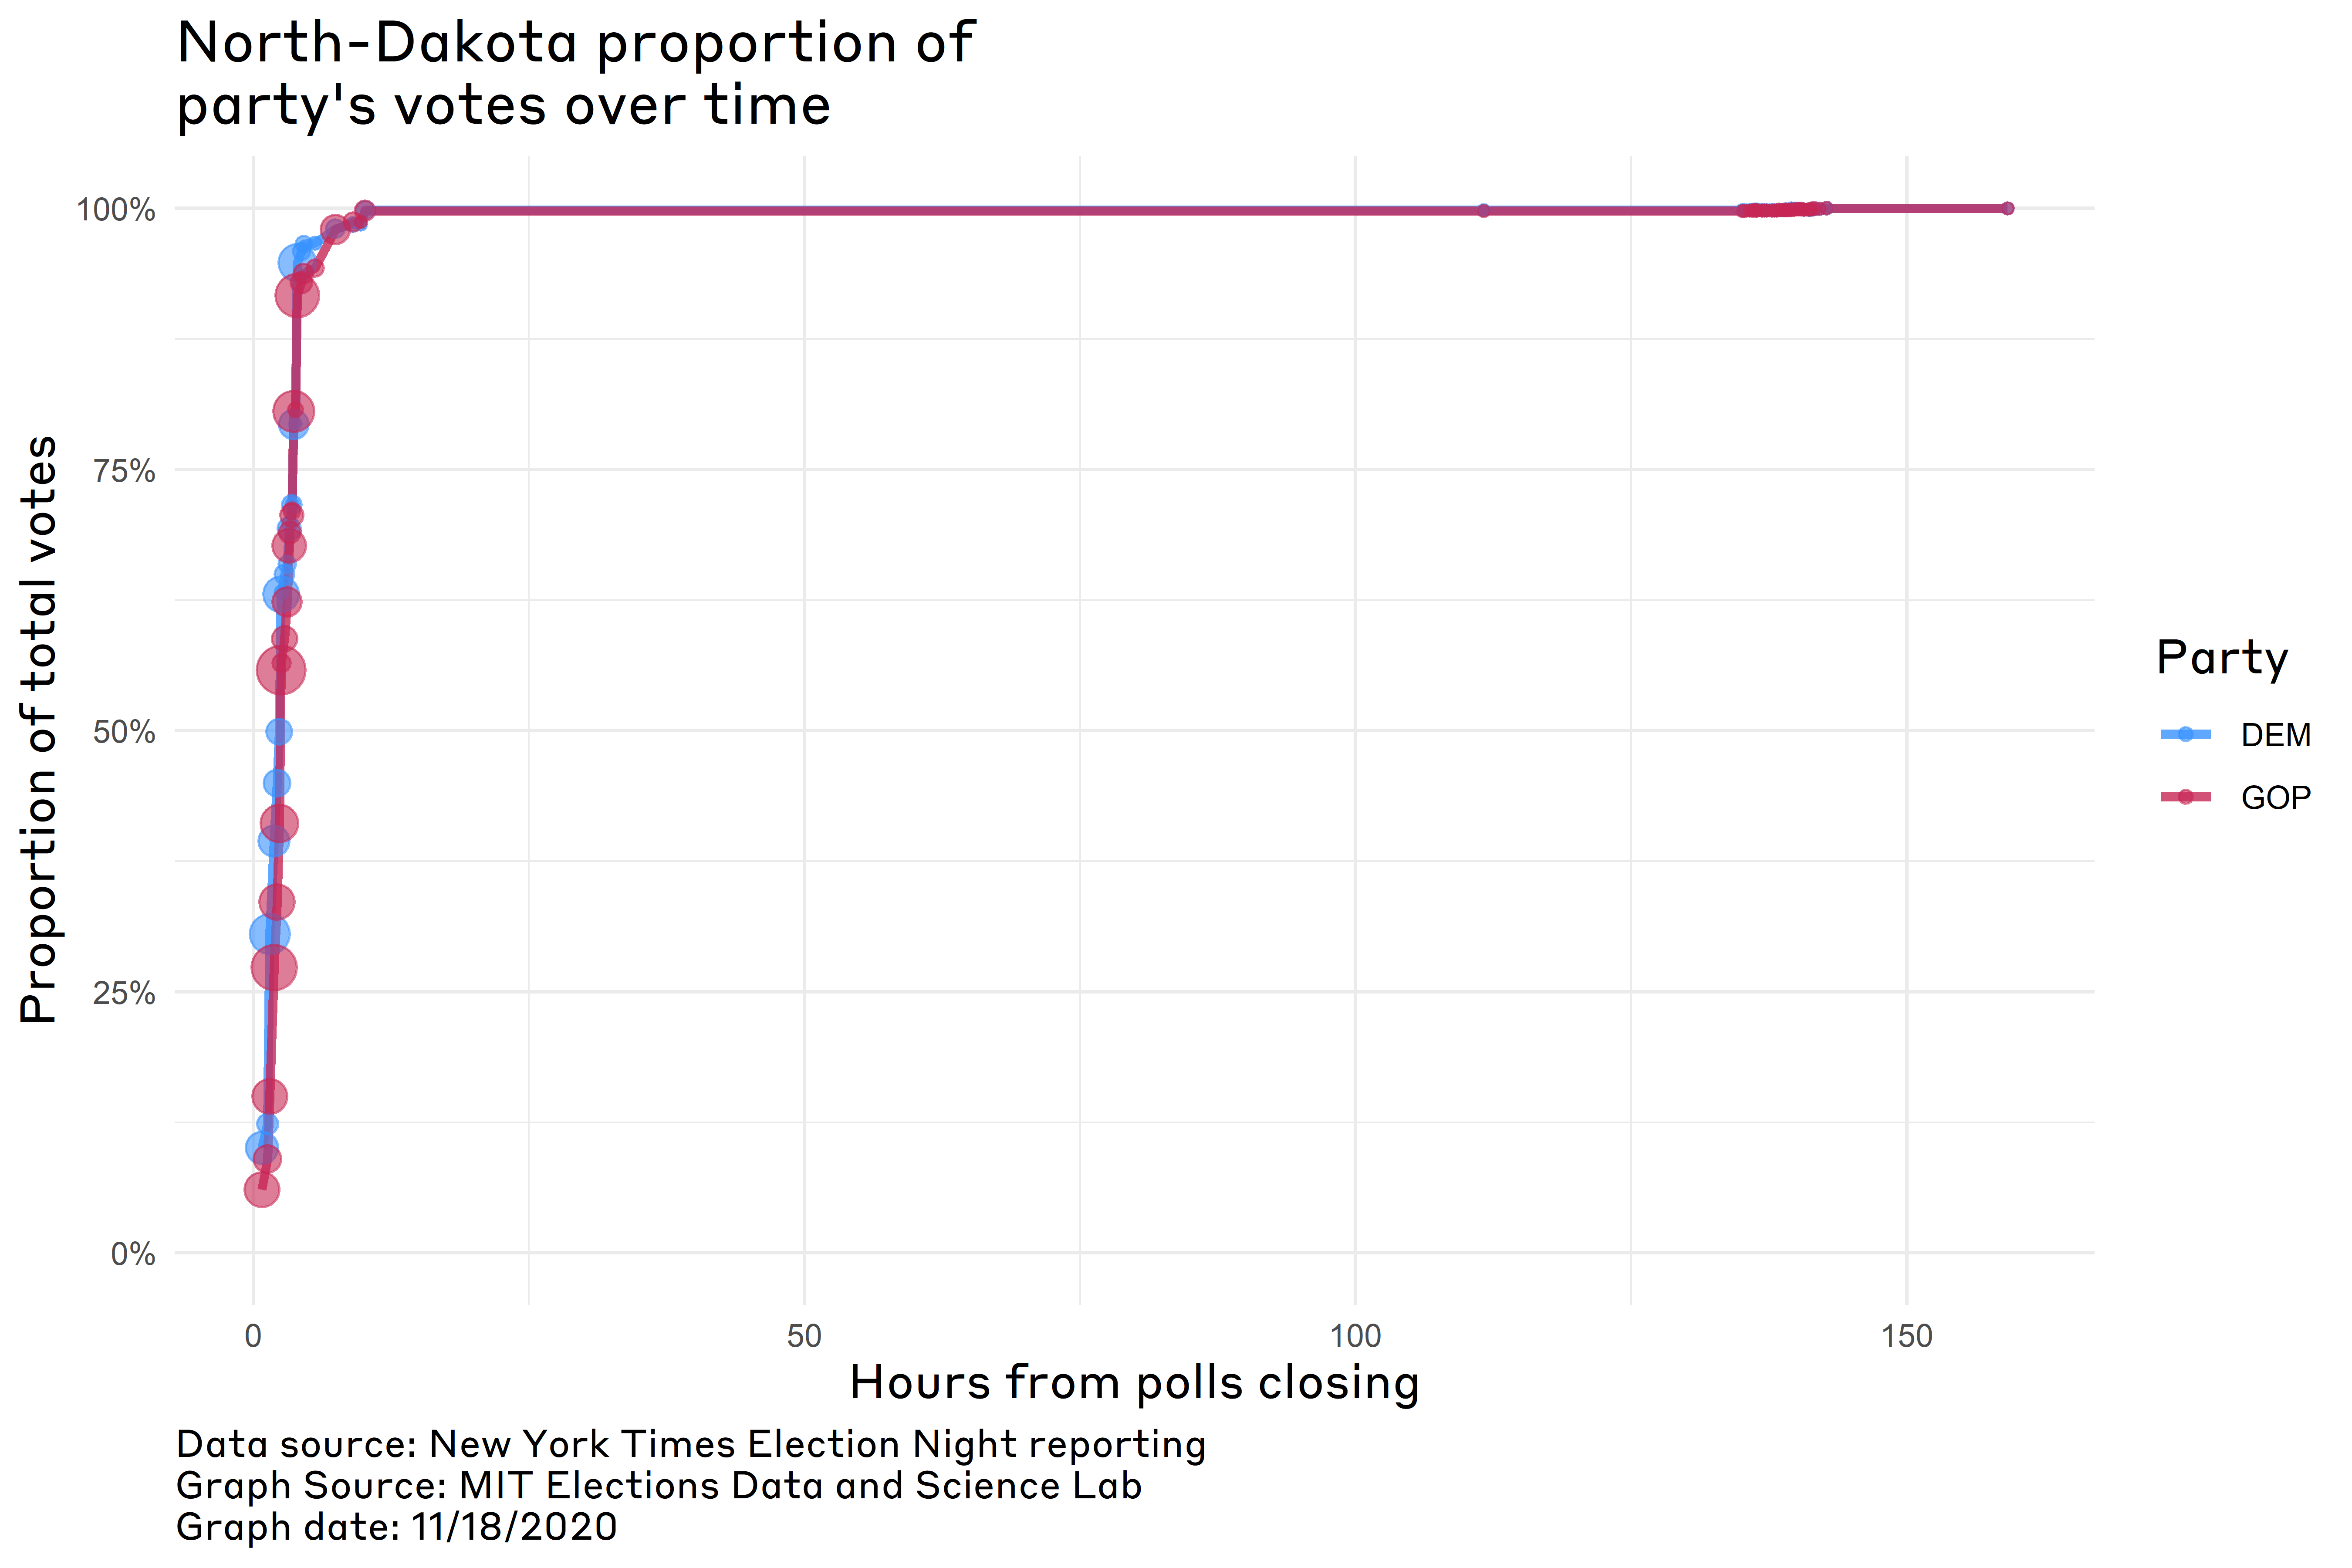 North-Dakota proportion of
party's votes over time
Proportion of total votes
100%
75%
50%
25%
0%
0
50
100
150
Hours from polls closing
Party
DEM
GOP
Data source: New York Times Election Night reporting
Graph Source: MIT Elections Data and Science Lab
Graph date: 11/18/2020